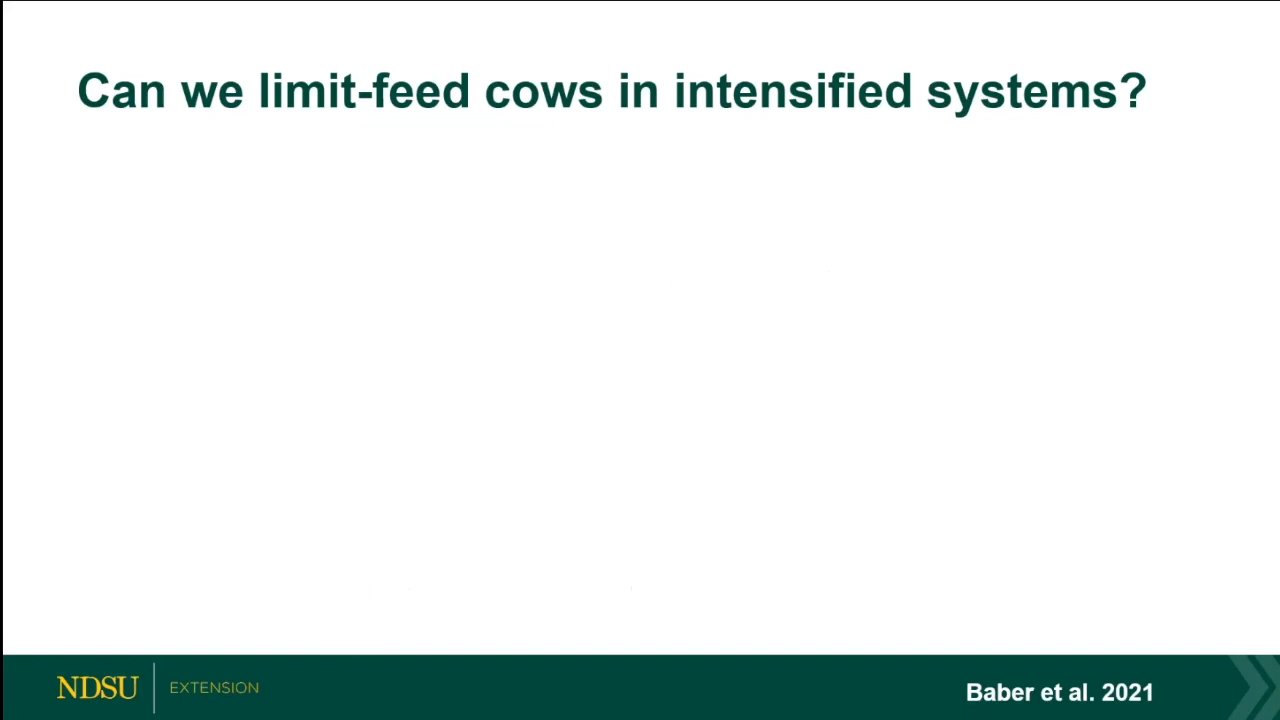 Can we limit-feed cows in intensified systems?
NDSU
EXTENSION
Baber et al. 2021